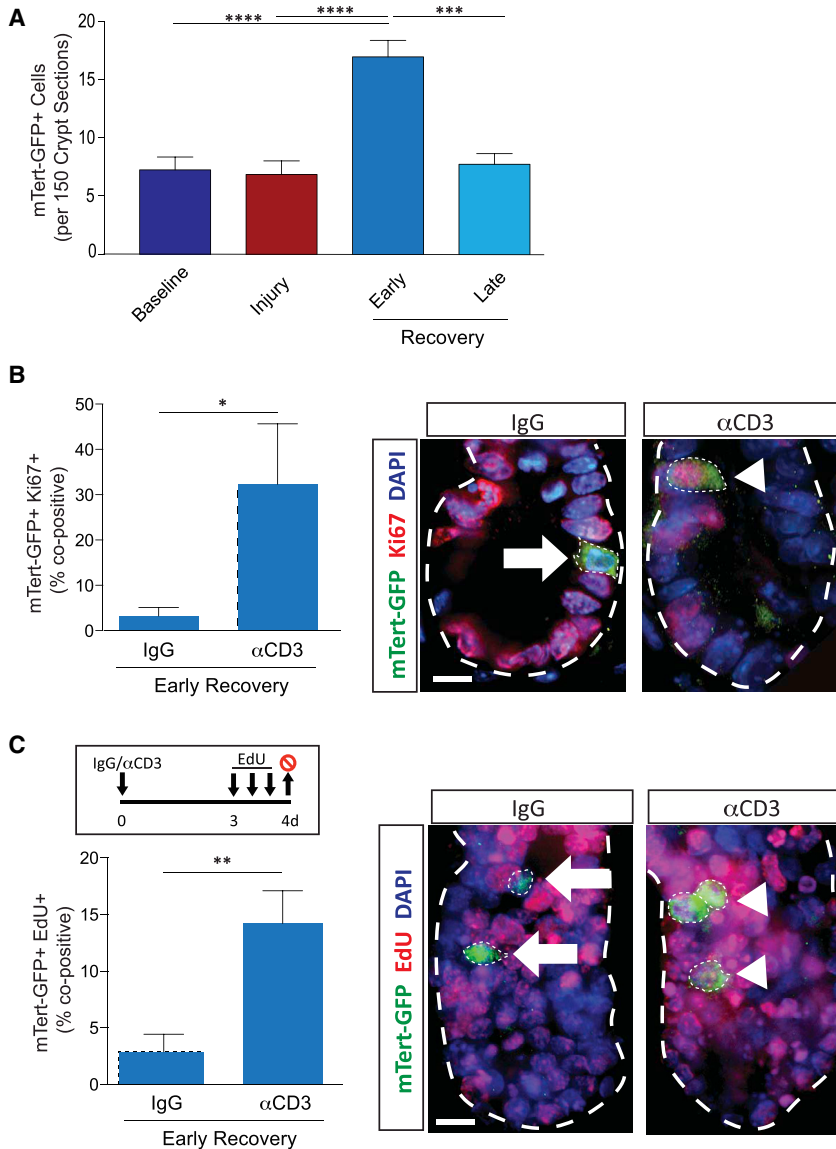 A
mTert-GFP+ Cells
(per 150 Crypt Sections)
20
15
10
5
0
****
****
***
Baseline
Injury
Early
Late
Recovery
B
mTert-GFP+ Ki67+
(% co-positive)
50
40
30
20
10
0
*
IgG
αCD3
Early Recovery
mTert-GFP Ki67 DAPI
IgG
αCD3
C
IgG/αCD3
EdU
0
3
4d
mTert-GFP+ EdU+
(% co-positive)
20
15
10
5
0
**
IgG
αCD3
Early Recovery
mTert-GFP EdU DAPI
IgG
αCD3